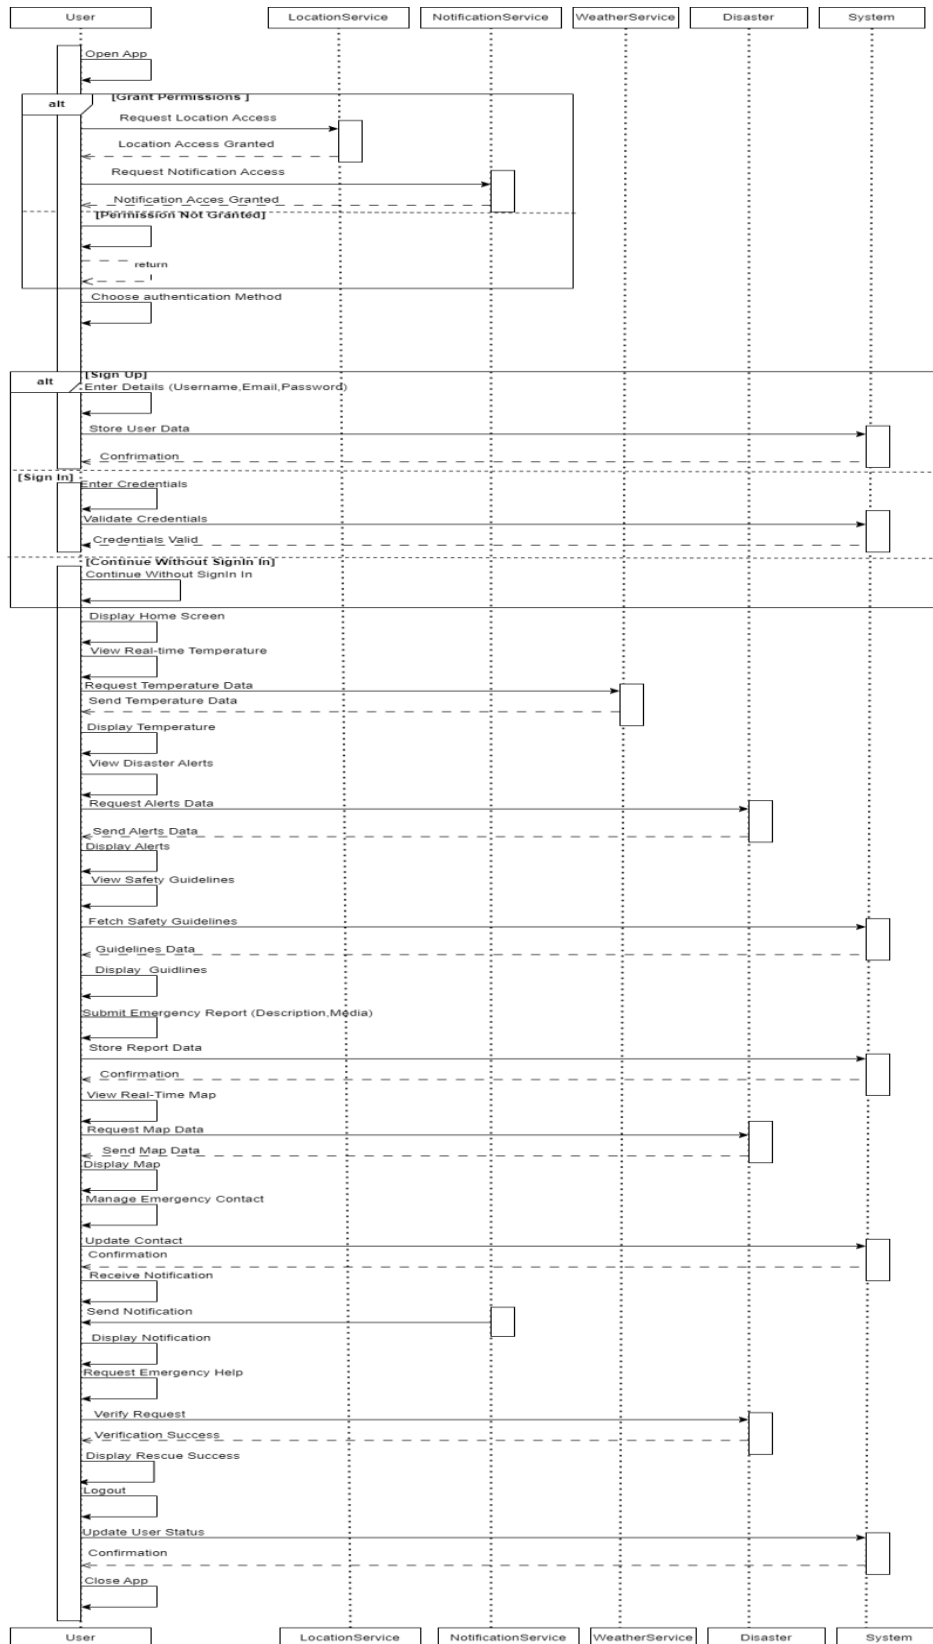 User LocationService NotificationService WeatherService Disaster System
Open App
alt [Grant Permissions ]
Request Location Access
Location Access Granted
Request Notification Access
Notification Acces Granted
[Permission Not Granted]
return
Choose authentication Method
alt [Sign Up]
Enter Details (Username,Email,Password)
Store User Data
Confrimation
[Sign In] Enter Credentials
Validate Credentials
Credentials Valid
[Continue Without SignIn In]
Continue Without SignIn In
Display Home Screen
View Real-time Temperature
Request Temperature Data
Send Temperature Data
Display Temperature
View Disaster Alerts
Request Alerts Data
Send Alerts Data
Display Alerts
View Safety Guidelines
Fetch Safety Guidelines
Guidelines Data
Display Guidlines
Submit Emergency Report (Description,Media)
Store Report Data
Confirmation
View Real-Time Map
Request Map Data
Send Map Data
Display Map
Manage Emergency Contact
Update Contact
Confirmation
Receive Notification
Send Notification
Display Notification
Request Emergency Help
Verify Request
Verification Success
Display Rescue Success
Logout
Update User Status
Confirmation
Close App
User LocationService NotificationService WeatherService Disaster System